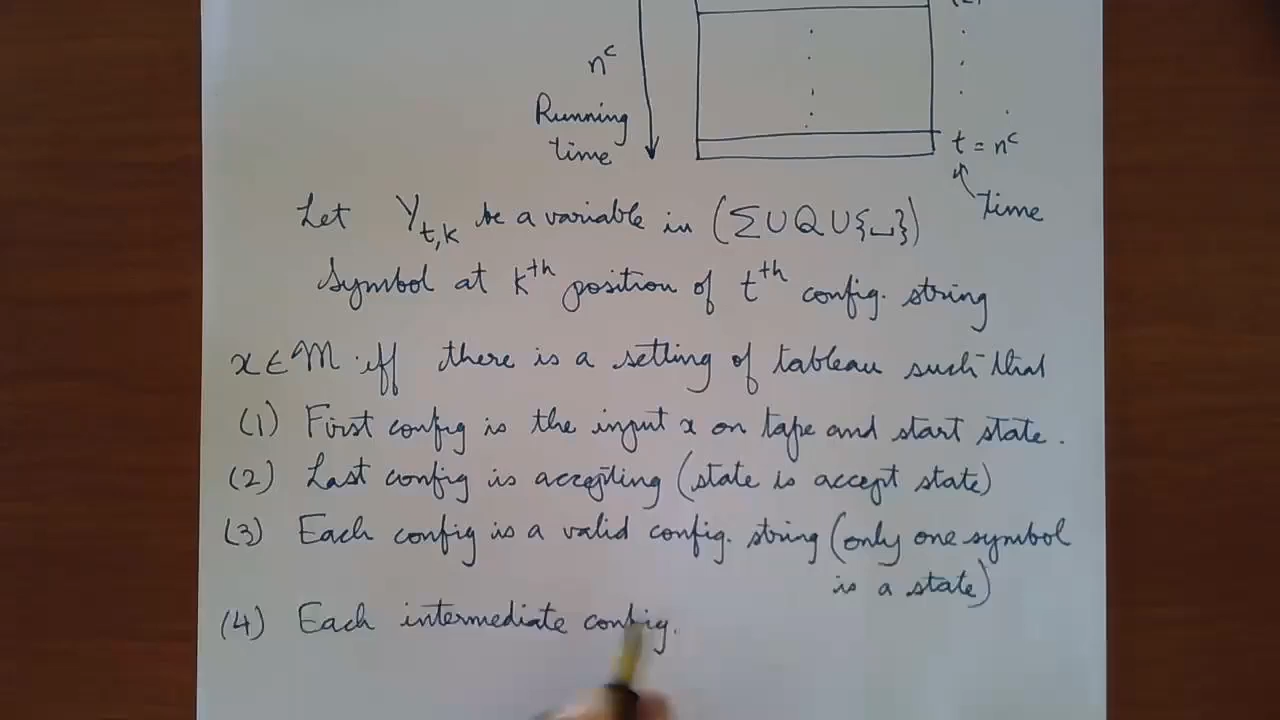 (2)
n^c
Running
time
t = n^c
time
Let Y_{t,k} be a variable in (Σ∪Q∪{⌴})
Symbol at k^{th} position of t^{th} config. string
x ∈ M iff there is a setting of tableau such that
(1) First config is the input x on tape and start state.
(2) Last config is accepting (state is accept state)
(3) Each config is a valid config. string (only one symbol
is a state)
(4) Each intermediate config.